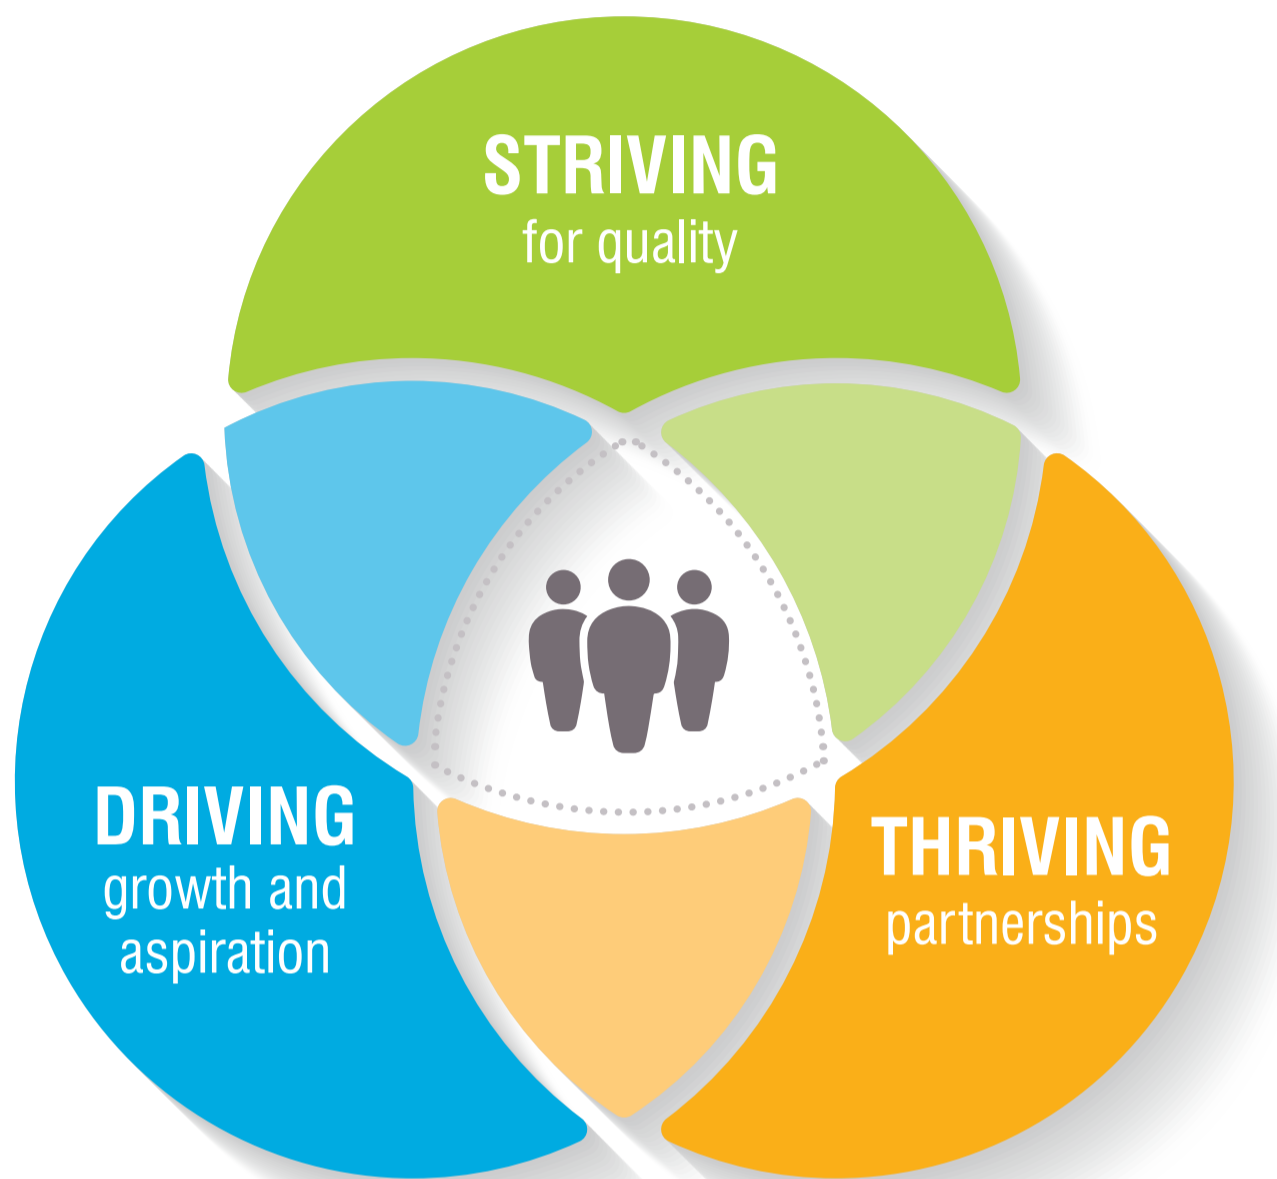 STRIVING
for quality
DRIVING
growth and
aspiration
THRIVING
partnerships